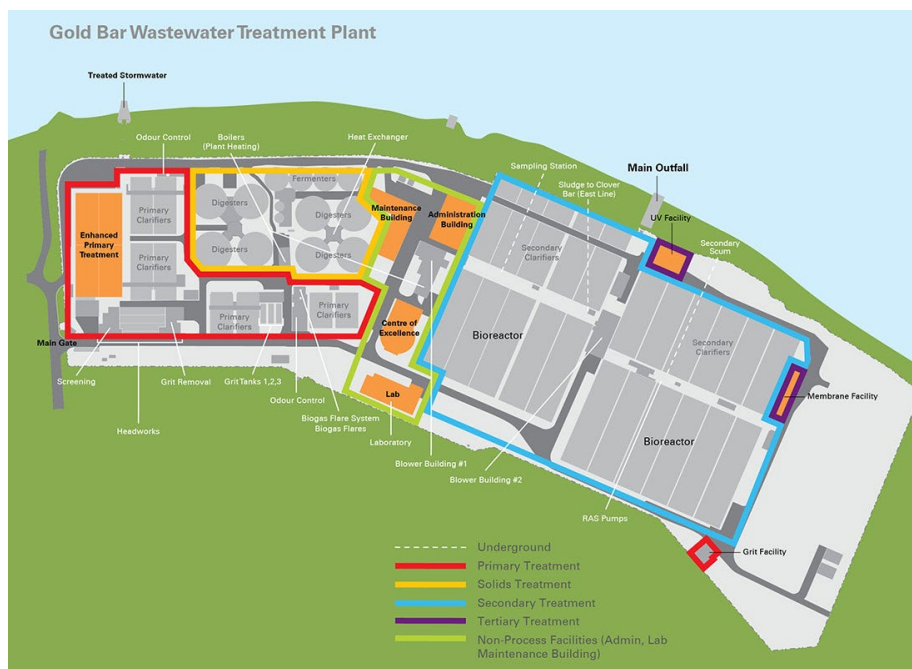 Gold Bar Wastewater Treatment Plant
Treated Stormwater
Odour Control
Boilers
(Plant Heating)
Heat Exchanger
Sampling Station
Sludge to Clover
Bar (East Line)
Main Outfall
UV Facility
Secondary
Scum
Fermenters
Digesters
Digesters
Digesters
Digesters
Primary
Clarifiers
Enhanced
Primary
Treatment
Primary
Clarifiers
Maintenance
Building
Administration
Building
Secondary
Clarifiers
Secondary
Clarifiers
Primary
Clarifiers
Primary
Clarifiers
Centre of
Excellence
Bioreactor
Bioreactor
Main Gate
Screening
Grit Removal
Grit Tanks 1,2,3
Odour Control
Headworks
Biogas Flare System
Biogas Flares
Lab
Laboratory
Blower Building #1
Blower Building #2
Membrane Facility
RAS Pumps
Grit Facility
Underground
Primary Treatment
Solids Treatment
Secondary Treatment
Tertiary Treatment
Non-Process Facilities (Admin, Lab
Maintenance Building)